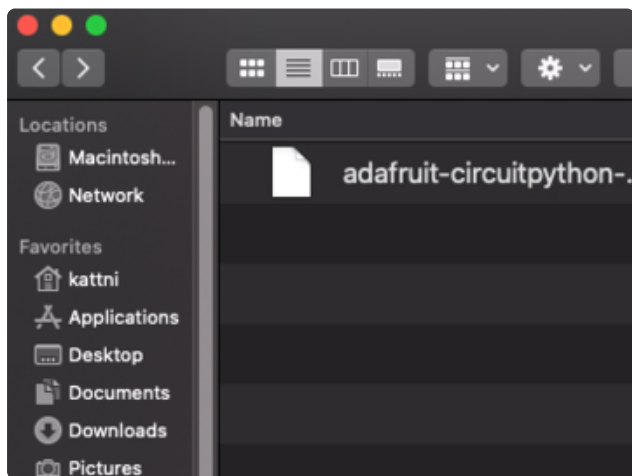 Locations
Macintosh...
Network
Favorites
kattni
Applications
Desktop
Documents
Downloads
Pictures
Name
adafruit-circuitpython-.